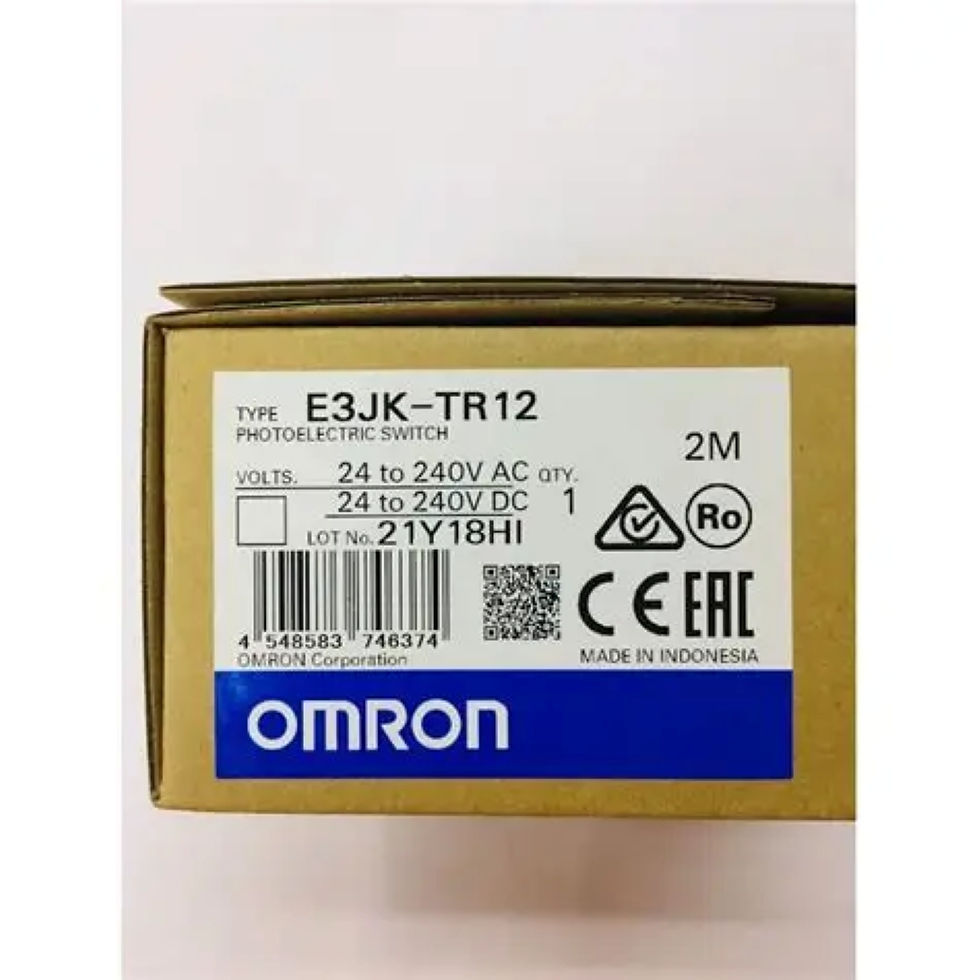 TYPE E3JK-TR12
PHOTOELECTRIC SWITCH
2M
VOLTS. 24 to 240V AC QTY.
24 to 240V DC 1
LOT No. 21Y18HI
Ro
CE EAC
4 548583 746374
OMRON Corporation
MADE IN INDONESIA
OMRON